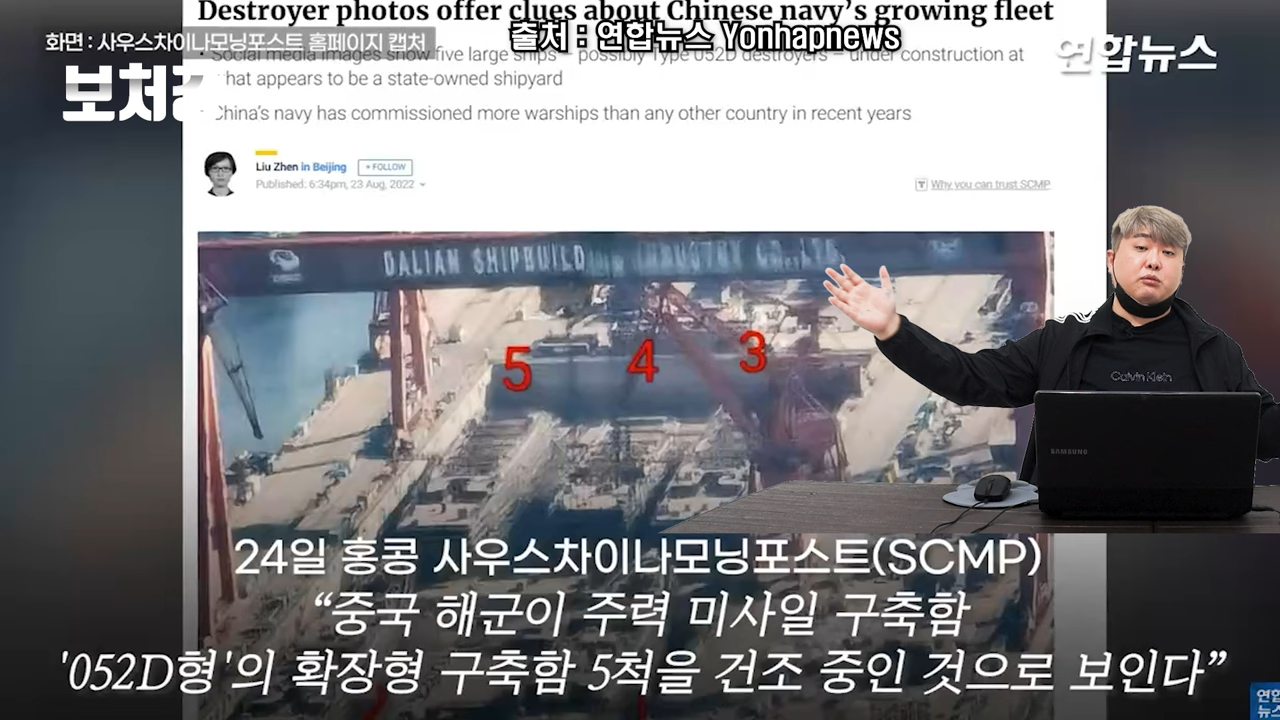 Destroyer photos offer clues about Chinese navy's growing fleet
화면 : 사우스차이나모닝포스트 홈페이지 캡처
출처 : 연합뉴스 Yonhapnews
연합뉴스
Social media images show five large ships – possibly Type 052D destroyers – under construction at
hat appears to be a state-owned shipyard
보처
China's navy has commissioned more warships than any other country in recent years
Liu Zhen in Beijing + FOLLOW
Published: 6:34pm, 23 Aug, 2022
Why you can trust SCMP
DALIAN SHIPBUILDING INDUSTRY CO.,LTD.
5 4 3
Calvin Klein
SAMSUNG
24일 홍콩 사우스차이나모닝포스트(SCMP)
“중국 해군이 주력 미사일 구축함
'052D형'의 확장형 구축함 5척을 건조 중인 것으로 보인다”
연합
뉴스